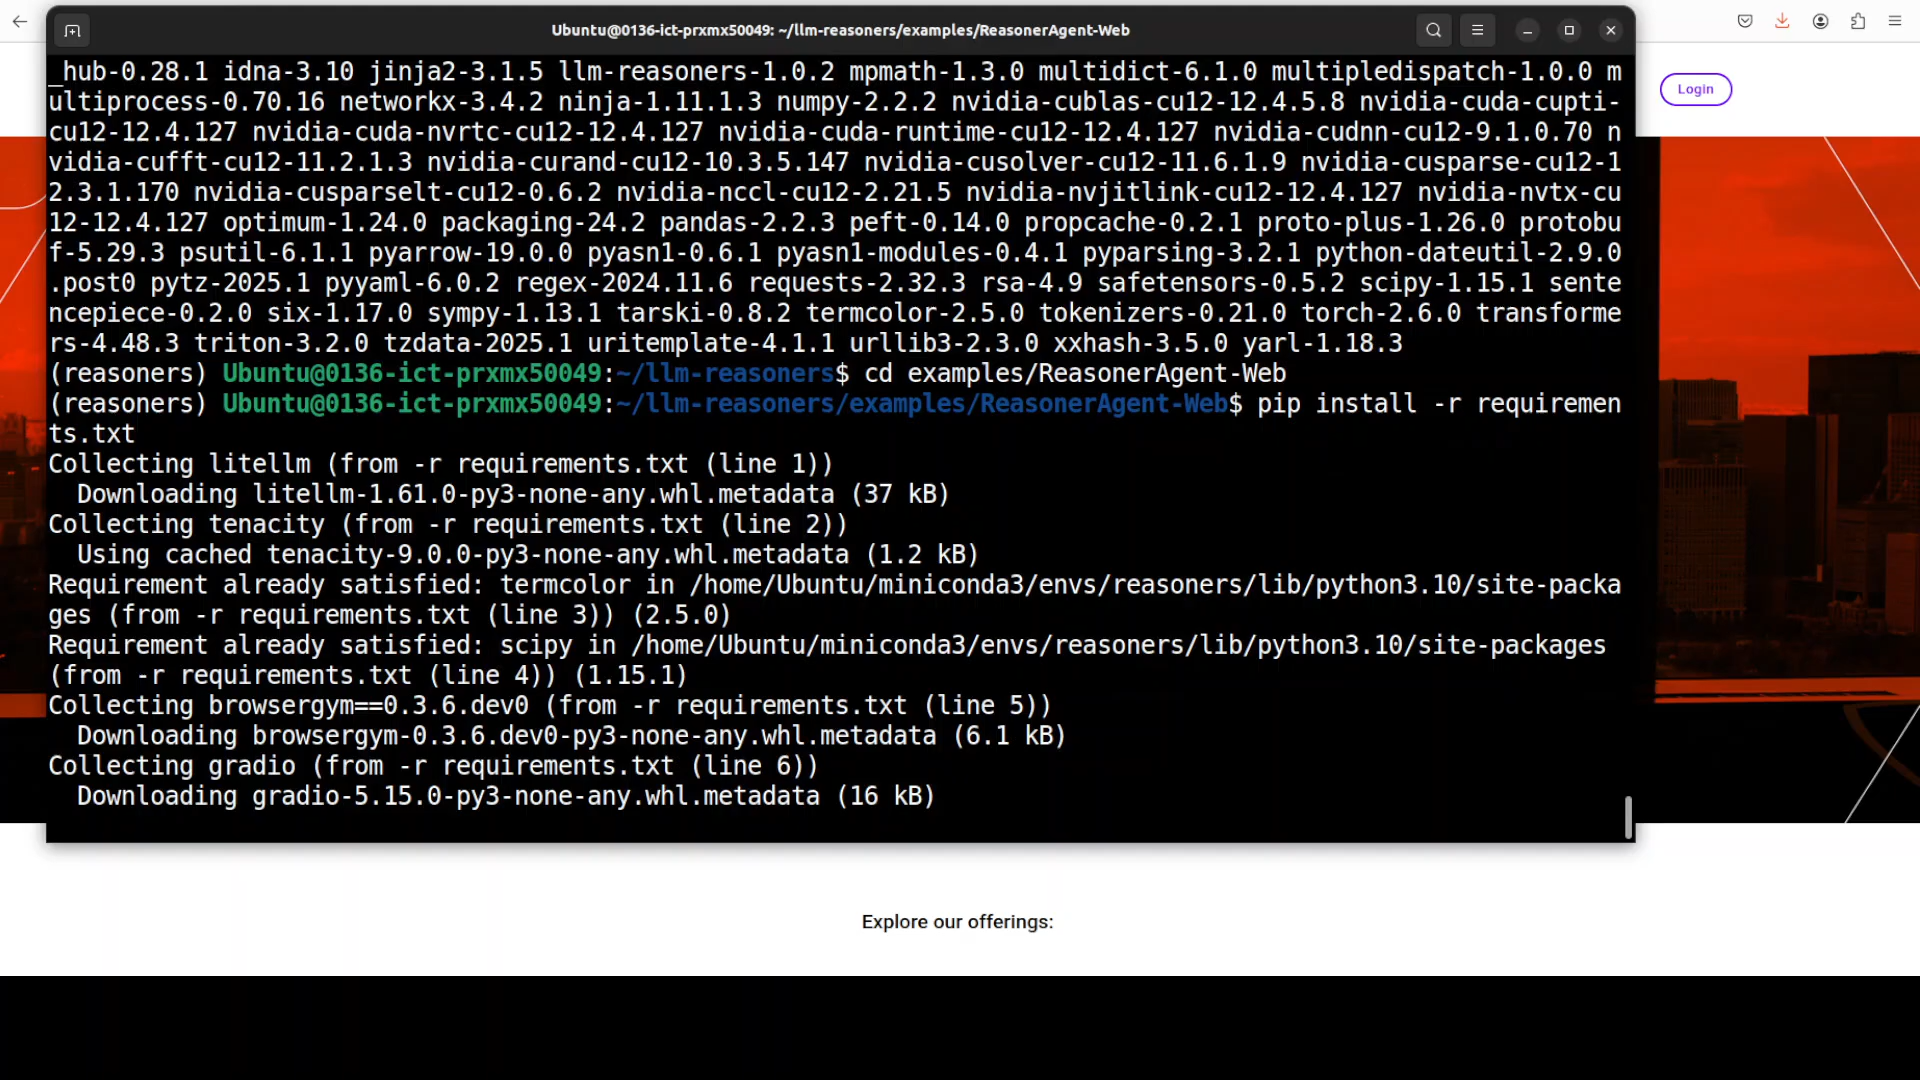 Ubuntu@0136-ict-prxmx50049: ~/llm-reasoners/examples/ReasonerAgent-Web
Login
_hub-0.28.1 idna-3.10 jinja2-3.1.5 llm-reasoners-1.0.2 mpmath-1.3.0 multidict-6.1.0 multipledispatch-1.0.0 m
ultiprocess-0.70.16 networkx-3.4.2 ninja-1.11.1.3 numpy-2.2.2 nvidia-cublas-cu12-12.4.5.8 nvidia-cuda-cupti-
cu12-12.4.127 nvidia-cuda-nvrtc-cu12-12.4.127 nvidia-cuda-runtime-cu12-12.4.127 nvidia-cudnn-cu12-9.1.0.70 n
vidia-cufft-cu12-11.2.1.3 nvidia-curand-cu12-10.3.5.147 nvidia-cusolver-cu12-11.6.1.9 nvidia-cusparse-cu12-1
2.3.1.170 nvidia-cusparselt-cu12-0.6.2 nvidia-nccl-cu12-2.21.5 nvidia-nvjitlink-cu12-12.4.127 nvidia-nvtx-cu
12-12.4.127 optimum-1.24.0 packaging-24.2 pandas-2.2.3 peft-0.14.0 propcache-0.2.1 proto-plus-1.26.0 protobu
f-5.29.3 psutil-6.1.1 pyarrow-19.0.0 pyasn1-0.6.1 pyasn1-modules-0.4.1 pyparsing-3.2.1 python-dateutil-2.9.0
.post0 pytz-2025.1 pyyaml-6.0.2 regex-2024.11.6 requests-2.32.3 rsa-4.9 safetensors-0.5.2 scipy-1.15.1 sente
ncepiece-0.2.0 six-1.17.0 sympy-1.13.1 tarski-0.8.2 termcolor-2.5.0 tokenizers-0.21.0 torch-2.6.0 transforme
rs-4.48.3 triton-3.2.0 tzdata-2025.1 uritemplate-4.1.1 urllib3-2.3.0 xxhash-3.5.0 yarl-1.18.3
(reasoners) Ubuntu@0136-ict-prxmx50049:~/llm-reasoners$ cd examples/ReasonerAgent-Web
(reasoners) Ubuntu@0136-ict-prxmx50049:~/llm-reasoners/examples/ReasonerAgent-Web$ pip install -r requiremen
ts.txt
Collecting litellm (from -r requirements.txt (line 1))
  Downloading litellm-1.61.0-py3-none-any.whl.metadata (37 kB)
Collecting tenacity (from -r requirements.txt (line 2))
  Using cached tenacity-9.0.0-py3-none-any.whl.metadata (1.2 kB)
Requirement already satisfied: termcolor in /home/Ubuntu/miniconda3/envs/reasoners/lib/python3.10/site-packa
ges (from -r requirements.txt (line 3)) (2.5.0)
Requirement already satisfied: scipy in /home/Ubuntu/miniconda3/envs/reasoners/lib/python3.10/site-packages
(from -r requirements.txt (line 4)) (1.15.1)
Collecting browsergym==0.3.6.dev0 (from -r requirements.txt (line 5))
  Downloading browsergym-0.3.6.dev0-py3-none-any.whl.metadata (6.1 kB)
Collecting gradio (from -r requirements.txt (line 6))
  Downloading gradio-5.15.0-py3-none-any.whl.metadata (16 kB)
Explore our offerings: